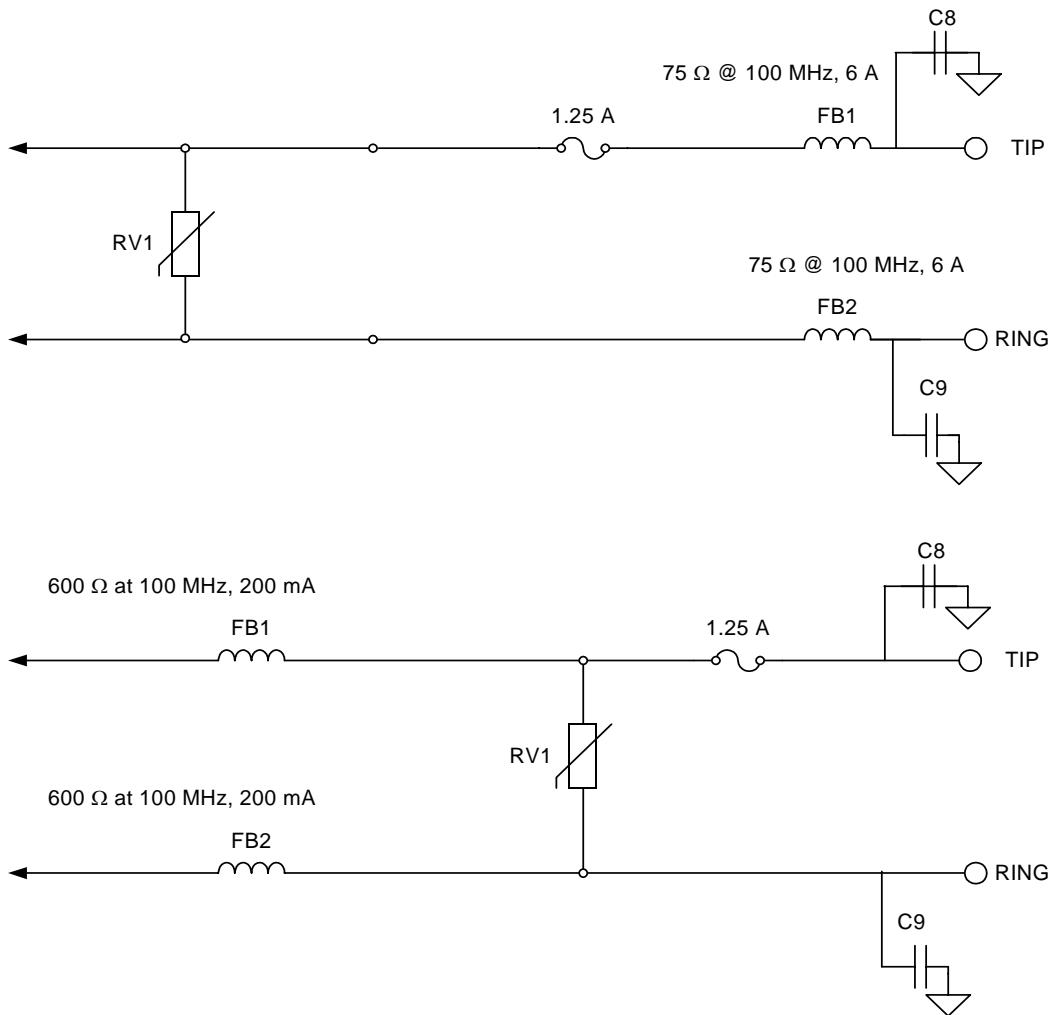 C8
75 Ω @ 100 MHz, 6 A
1.25 A
FB1
TIP
RV1
75 Ω @ 100 MHz, 6 A
FB2
RING
C9
C8
600 Ω at 100 MHz, 200 mA
FB1
1.25 A
TIP
RV1
600 Ω at 100 MHz, 200 mA
FB2
RING
C9